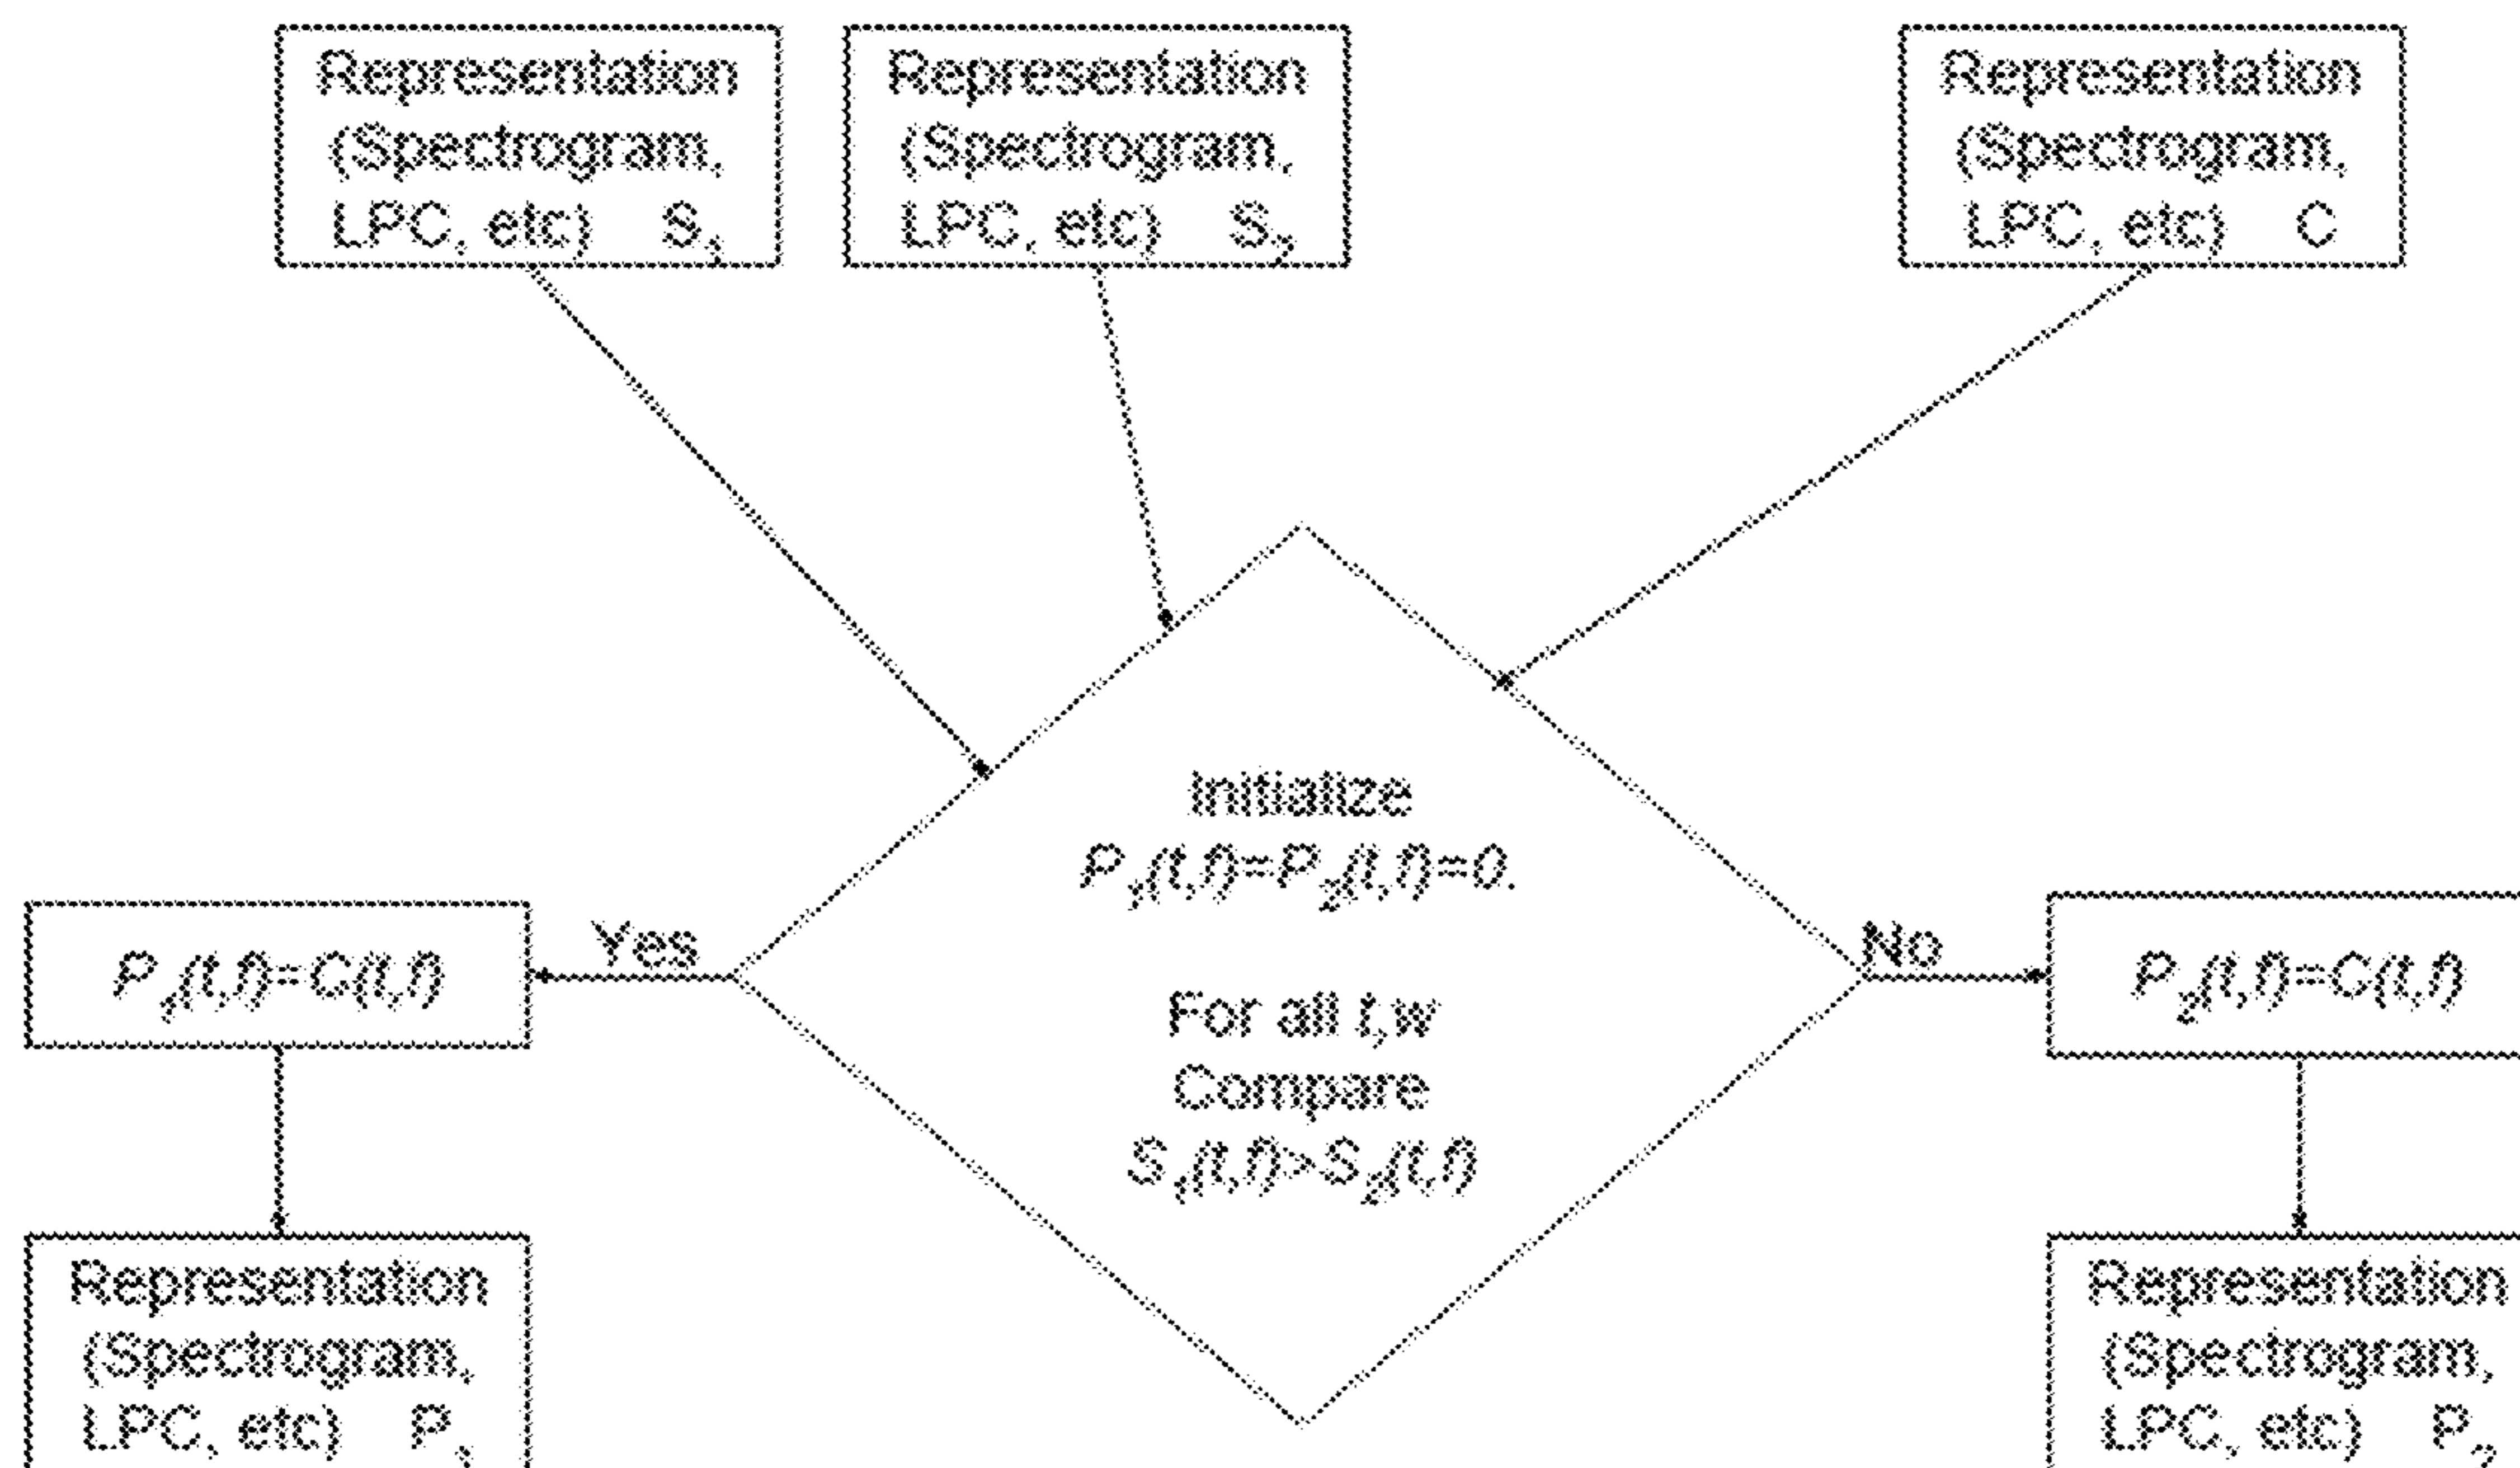 Representation
(Spectrogram,
LPC, etc) S₁
Representation
(Spectrogram,
LPC, etc) S₂
Representation
(Spectrogram,
LPC, etc) C
Initialize
P₁(t,f)=P₂(t,f)=0.
For all t,w
Compare
S₁(t,f)>S₂(t,f)
Yes
No
P₁(t,f)=C(t,f)
P₂(t,f)=C(t,f)
Representation
(Spectrogram,
LPC, etc) P₁
Representation
(Spectrogram,
LPC, etc) P₂